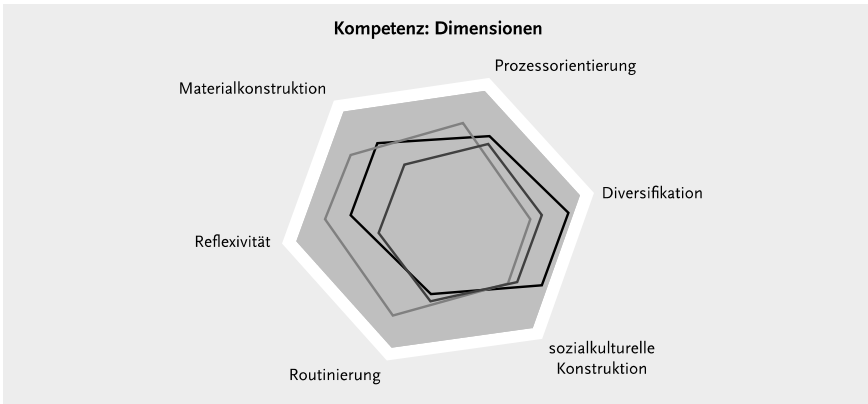 Kompetenz: Dimensionen
Prozessorientierung
Materialkonstruktion
Diversifikation
Reflexivität
sozialkulturelle
Konstruktion
Routinierung